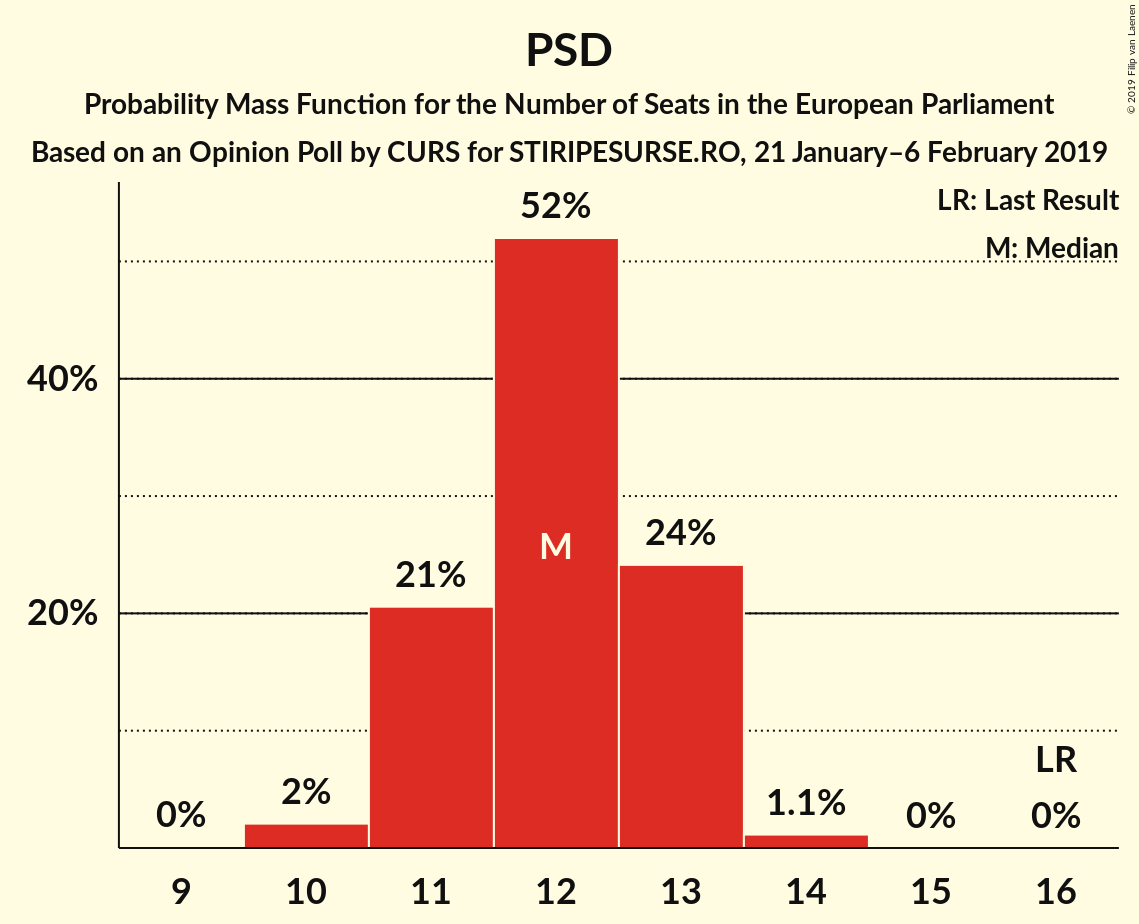 PSD
Probability Mass Function for the Number of Seats in the European Parliament
Based on an Opinion Poll by CURS for STIRIPESURSE.RO, 21 January–6 February 2019
© 2019 Filip van Laenen
LR: Last Result
M: Median
52%
40%
24%
M
21%
20%
LR
2%
1.1%
0%
0%
0%
9 10 11 12 13 14 15 16